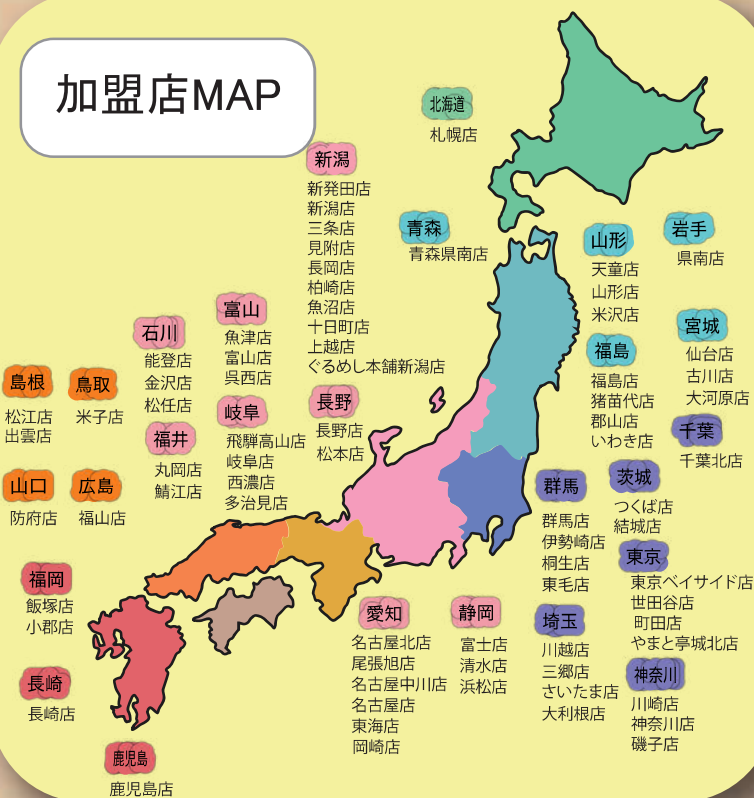 加盟店MAP
北海道
札幌店
新潟
新発田店
新潟店
三条店
見附店
長岡店
柏崎店
魚沼店
十日町店
上越店
ぐるめし本舗新潟店
青森
青森県南店
山形
天童店
山形店
米沢店
岩手
県南店
宮城
仙台店
古川店
大河原店
福島
福島店
猪苗代店
郡山店
いわき店
富山
魚津店
富山店
呉西店
石川
能登店
金沢店
松任店
島根
松江店
出雲店
鳥取
米子店
福井
丸岡店
鯖江店
岐阜
飛騨高山店
岐阜店
西濃店
多治見店
長野
長野店
松本店
千葉
千葉北店
山口
防府店
広島
福山店
群馬
群馬店
伊勢崎店
桐生店
東毛店
茨城
つくば店
結城店
東京
東京ベイサイド店
世田谷店
町田店
やまと亭城北店
福岡
飯塚店
小郡店
愛知
名古屋北店
尾張旭店
名古屋中川店
名古屋店
東海店
岡崎店
静岡
富士店
清水店
浜松店
埼玉
川越店
三郷店
さいたま店
大利根店
神奈川
川崎店
神奈川店
磯子店
長崎
長崎店
鹿児島
鹿児島店